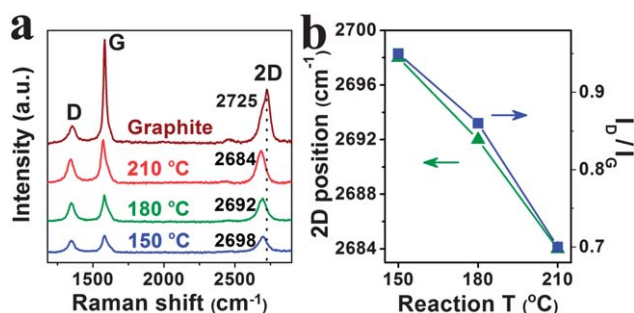 a
Intensity (a.u.)
D
G
2D
2725
Graphite
210 °C
2684
180 °C
2692
150 °C
2698
1500 2000 2500
Raman shift (cm-1)
b
2D position (cm-1)
2700
2696
2692
2688
2684
0.9
0.8
0.7
ID / IG
150 180 210
Reaction T (°C)